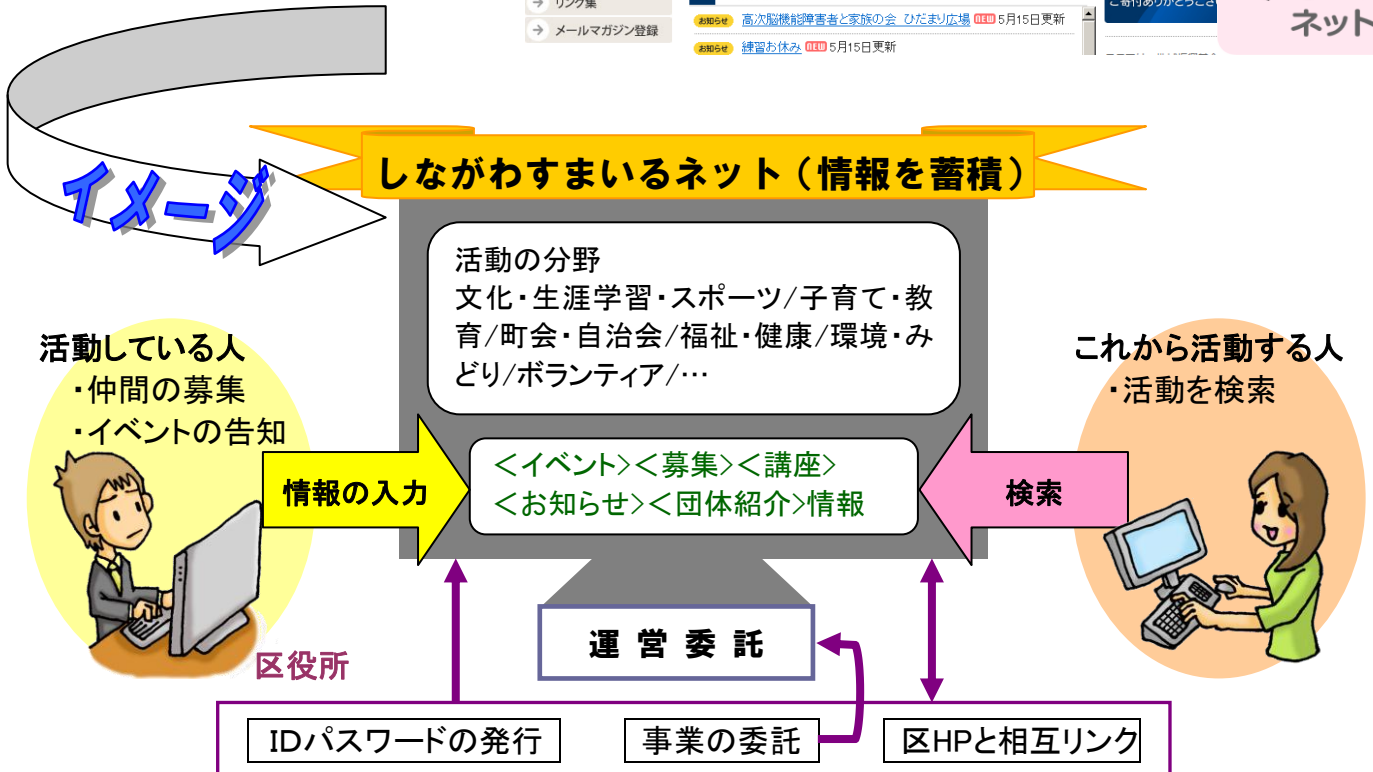 リンク集
メールマガジン登録
お知らせ 高次脳機能障害者と家族の会 ひだまり広場 NEW 5月15日更新
お知らせ 練習お休み NEW 5月15日更新
ネット
イメージ
しながわすまいるネット(情報を蓄積)
活動の分野
文化・生涯学習・スポーツ/子育て・教
育/町会・自治会/福祉・健康/環境・み
どり/ボランティア/…
活動している人
・仲間の募集
・イベントの告知
これから活動する人
・活動を検索
情報の入力
<イベント><募集><講座>
<お知らせ><団体紹介>情報
検索
運営委託
区役所
IDパスワードの発行
事業の委託
区HPと相互リンク